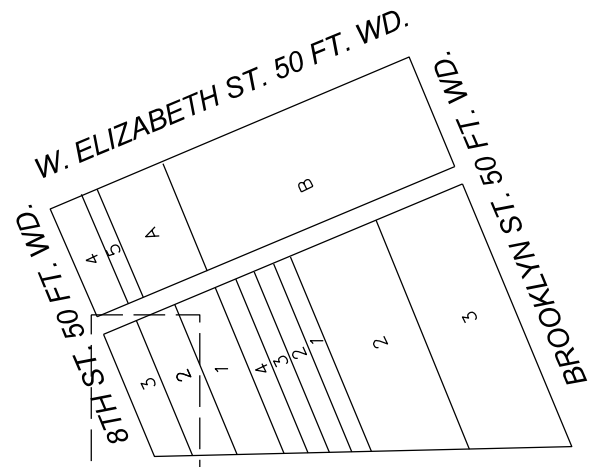 W. ELIZABETH ST. 50 FT. WD.
8TH ST. 50 FT. WD.
BROOKLYN ST. 50 FT. WD.
4 5 A B
3 2 1 4 3 2 1 2 3